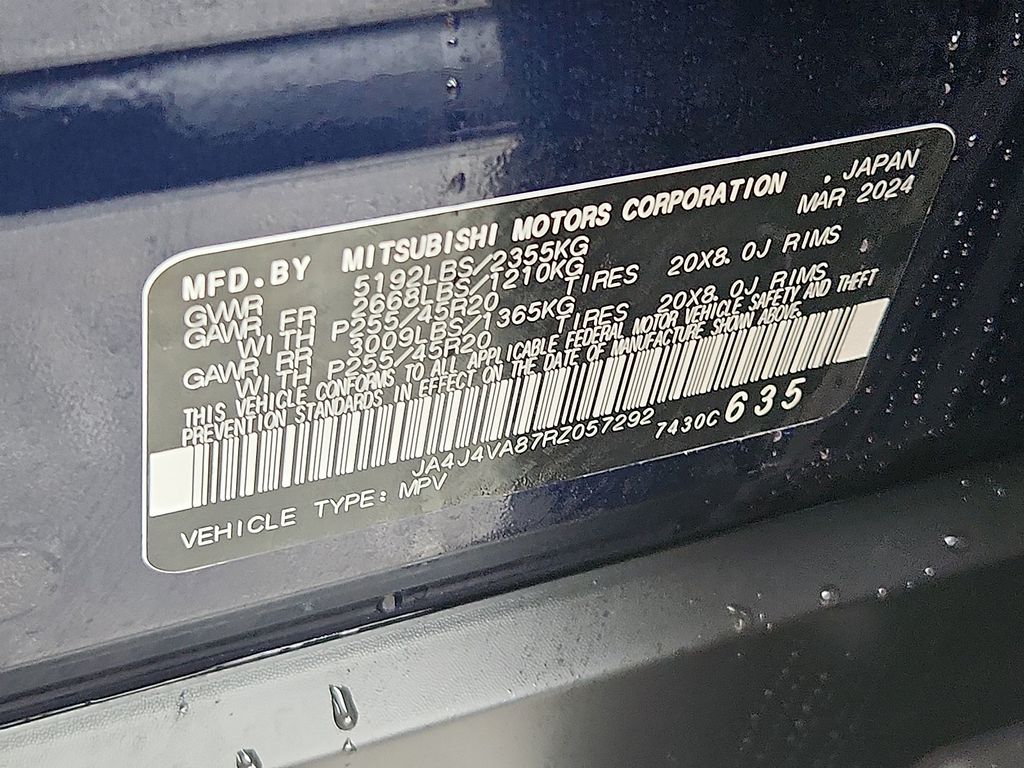 MFD.BY MITSUBISHI MOTORS CORPORATION . JAPAN
MAR 2024
GVWR 5192LBS/2355KG
GAWR FR 2668LBS/1210KG
WITH P255/45R20 TIRES 20X8.0J RIMS
GAWR RR 3009LBS/1365KG
WITH P255/45R20 TIRES 20X8.0J RIMS
THIS VEHICLE CONFORMS TO ALL APPLICABLE FEDERAL MOTOR VEHICLE SAFETY AND THEFT
PREVENTION STANDARDS IN EFFECT ON THE DATE OF MANUFACTURE SHOWN ABOVE.
JA4J4VA87RZ057292 7430C 635
VEHICLE TYPE: MPV